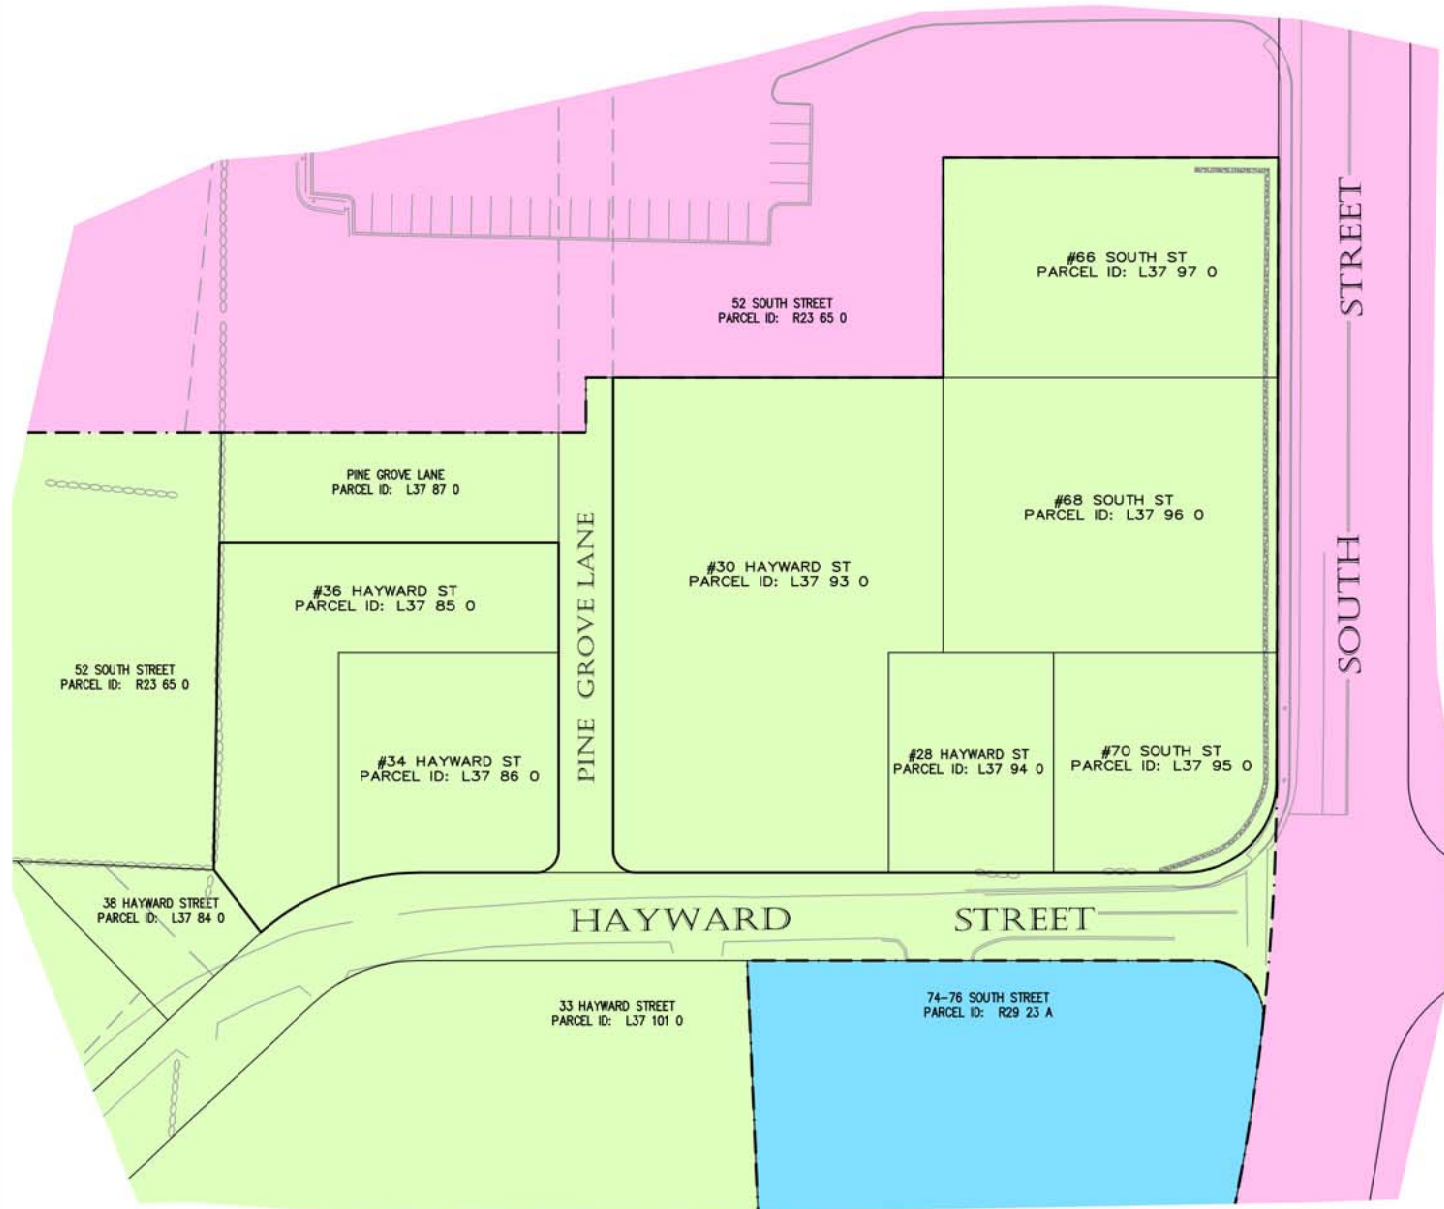 #66 SOUTH ST
PARCEL ID: L37 97 0
52 SOUTH STREET
PARCEL ID: R23 65 0
STREET
SOUTH
PINE GROVE LANE
PARCEL ID: L37 87 0
#68 SOUTH ST
PARCEL ID: L37 96 0
#30 HAYWARD ST
PARCEL ID: L37 93 0
#36 HAYWARD ST
PARCEL ID: L37 85 0
PINE GROVE LANE
52 SOUTH STREET
PARCEL ID: R23 65 0
#34 HAYWARD ST
PARCEL ID: L37 86 0
#28 HAYWARD ST
PARCEL ID: L37 94 0
#70 SOUTH ST
PARCEL ID: L37 95 0
38 HAYWARD STREET
PARCEL ID: L37 84 0
HAYWARD STREET
33 HAYWARD STREET
PARCEL ID: L37 101 0
74-76 SOUTH STREET
PARCEL ID: R29 23 A